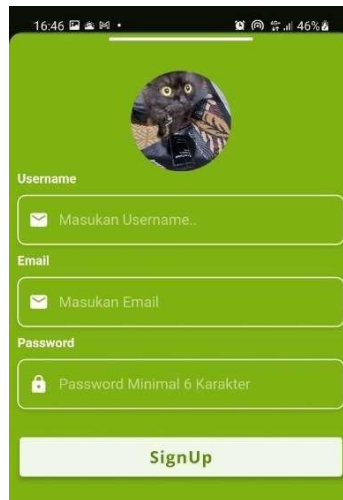 16:46 46%
Username
Masukan Username..
Email
Masukan Email
Password
Password Minimal 6 Karakter
SignUp